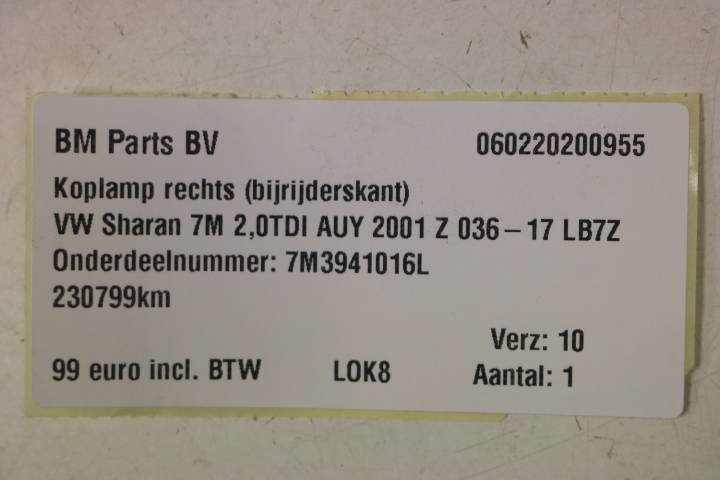 BM Parts BV 060220200955
Koplamp rechts (bijrijderskant)
VW Sharan 7M 2,0TDI AUY 2001 Z 036 – 17 LB7Z
Onderdeelnummer: 7M3941016L
230799km
Verz: 10
99 euro incl. BTW LOK8 Aantal: 1